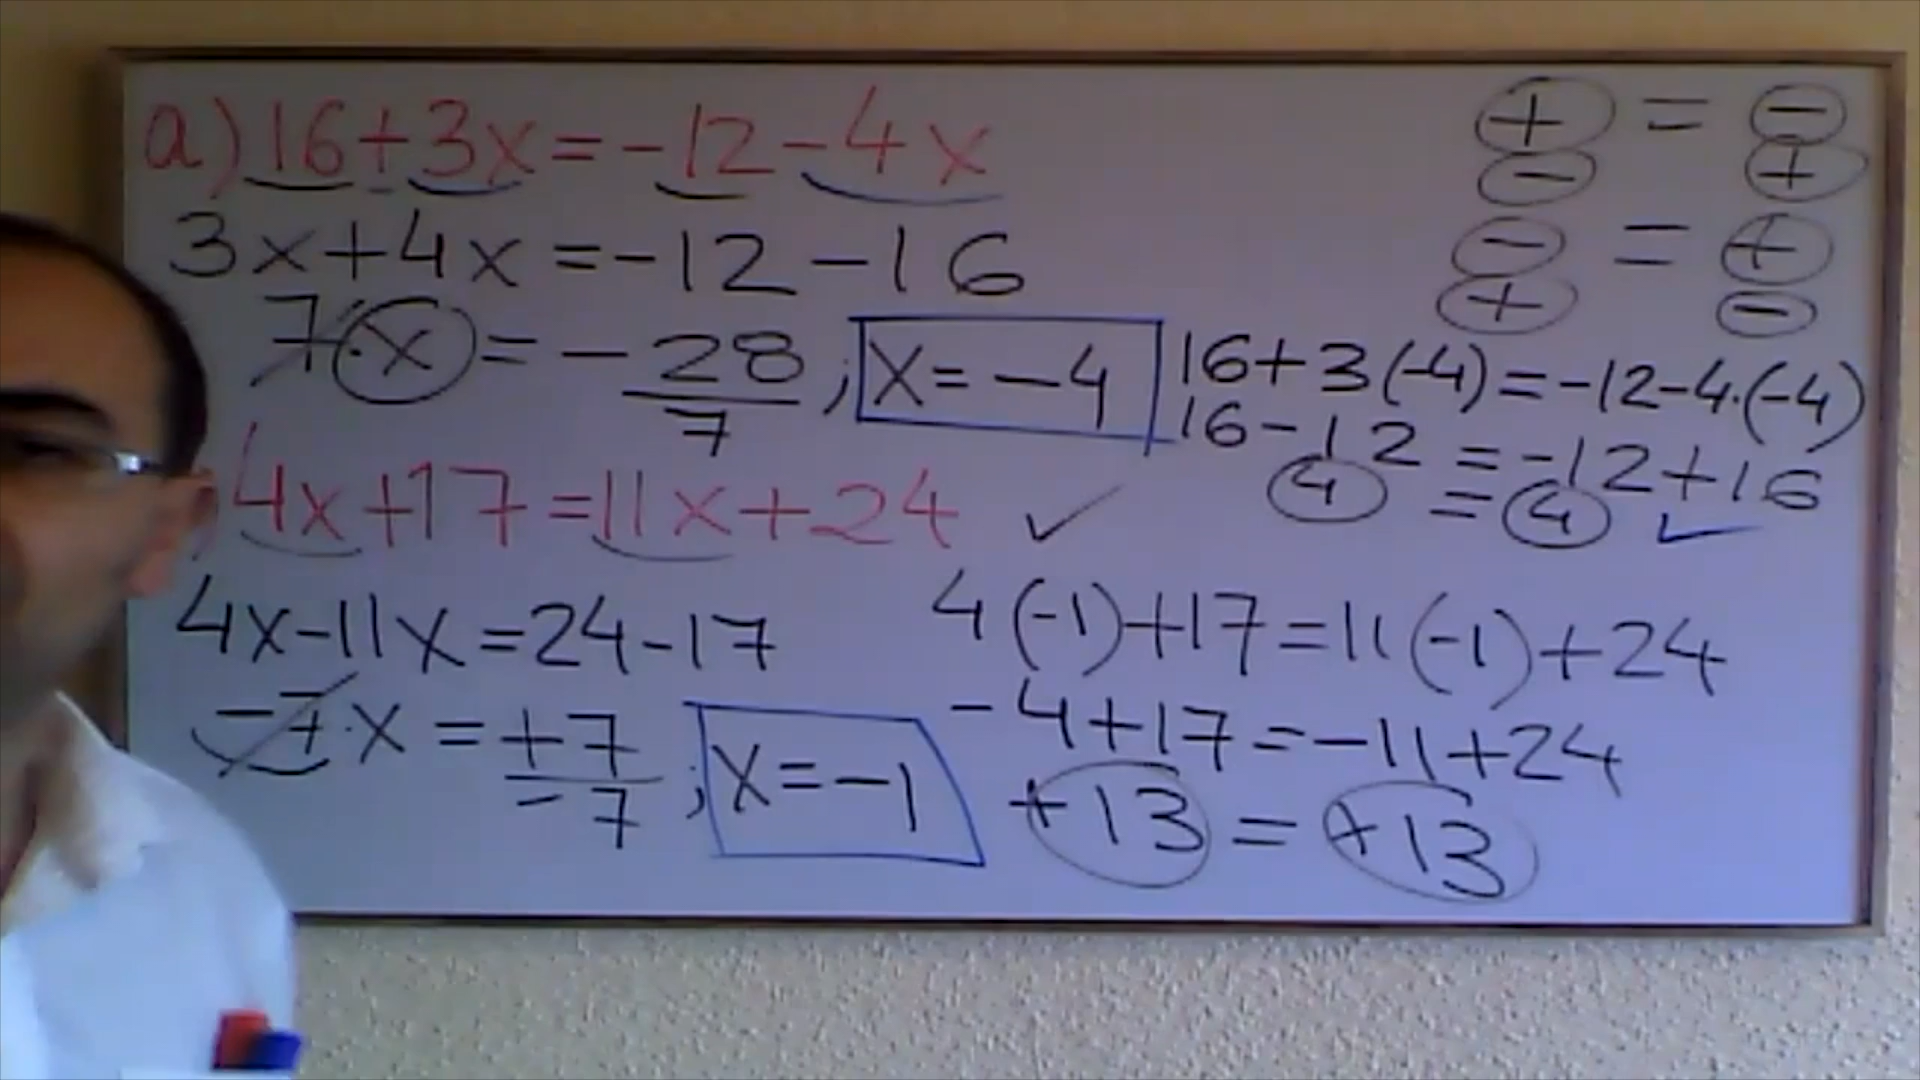 a) 16+3x=-12-4x
3x+4x=-12-16
7·x=-28/7 ; x=-4
) 4x+17=11x+24 ✓
4x-11x=24-17
-7·x=+7/-7 ; x=-1
+ = -
- +
- = +
+ -
16+3(-4)=-12-4·(-4)
16-12=-12+16
4=4 ✓
4(-1)+17=11(-1)+24
-4+17=-11+24
+13=+13